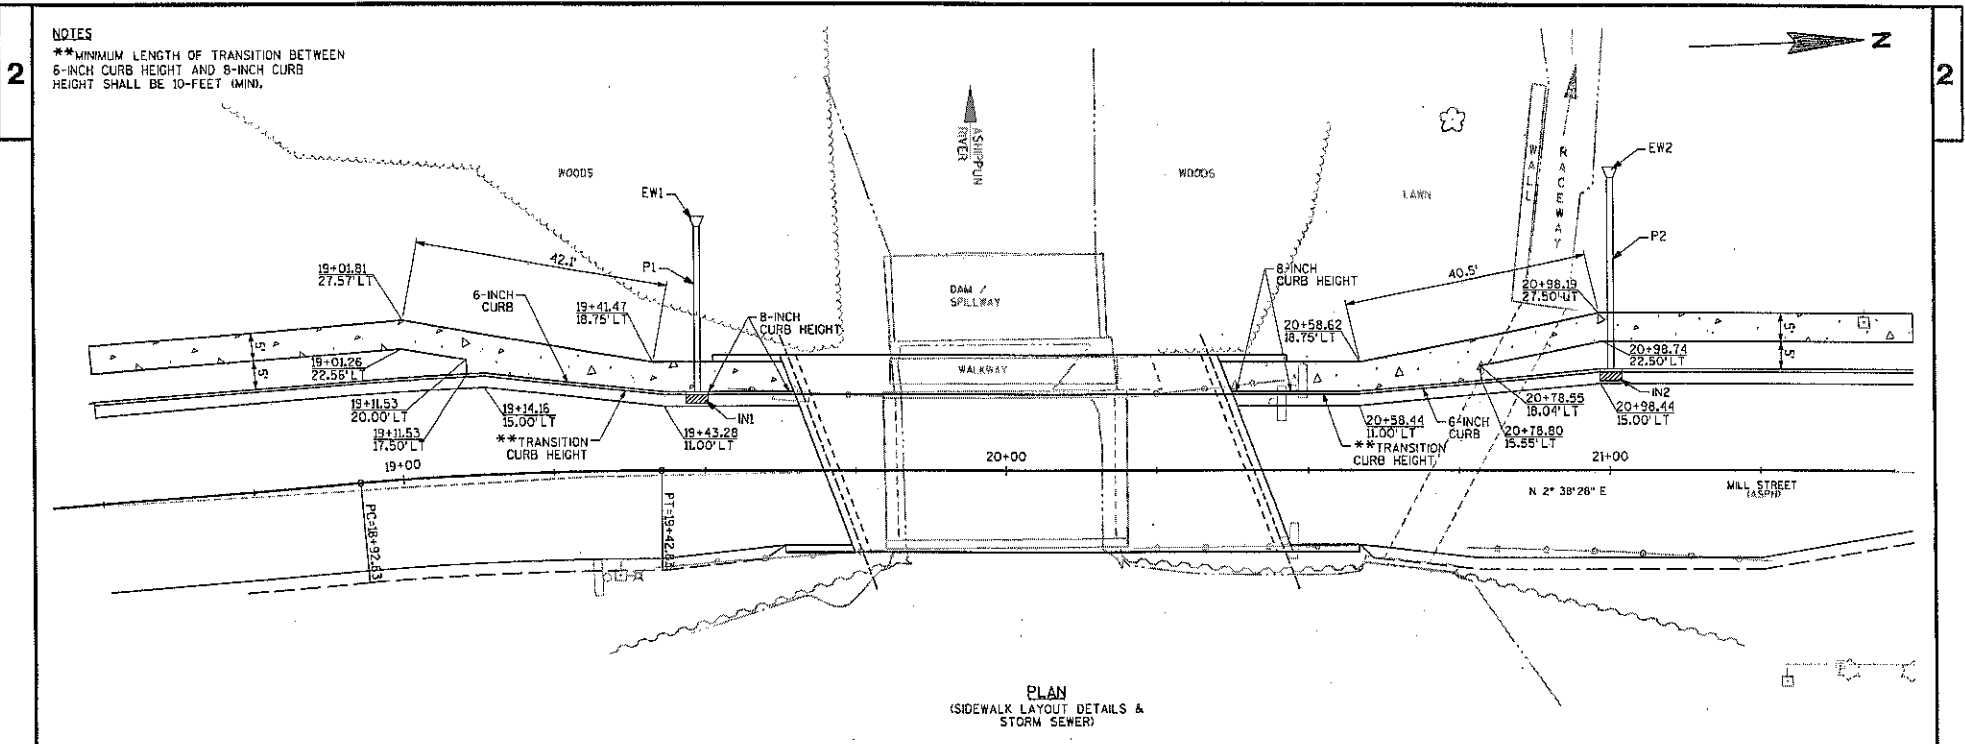 NOTES
**MINIMUM LENGTH OF TRANSITION BETWEEN
6-INCH CURB HEIGHT AND 8-INCH CURB
HEIGHT SHALL BE 10-FEET (MIN).
2
2
N
ASHIPPUN
RIVER
WOODS
WOODS
LAWN
WALL
RACEWAY
EW1
EW2
P1
P2
42.1'
40.5'
19+01.81
27.57' LT
6-INCH
CURB
19+41.47
18.75' LT
8-INCH
CURB HEIGHT
DAM /
SPILLWAY
8-INCH
CURB HEIGHT
20+58.62
18.75' LT
20+98.19
27.50' LT
5'
5'
5'
5'
19+01.26
22.56' LT
WALKWAY
20+98.74
22.50' LT
19+11.53
20.00' LT
19+11.53
17.50' LT
19+14.16
15.00' LT
**TRANSITION
CURB HEIGHT
IN1
19+43.28
11.00' LT
20+58.44
11.00' LT
**TRANSITION
CURB HEIGHT
6-INCH
CURB
20+78.55
18.04' LT
20+78.80
15.55' LT
IN2
20+98.44
15.00' LT
19+00
20+00
21+00
N 2° 38'28" E
MILL STREET
(ASPH)
PC=18+92.63
PT=19+42.8
PLAN
(SIDEWALK LAYOUT DETAILS &
STORM SEWER)